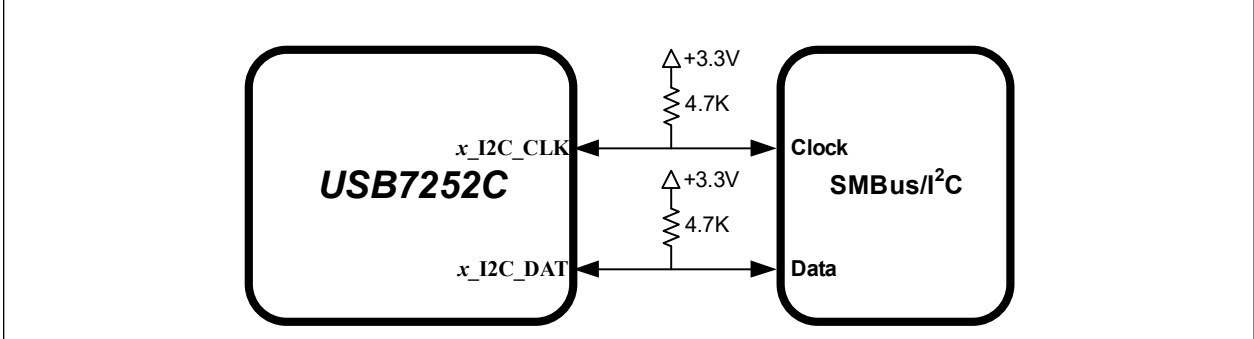 +3.3V
4.7K
x_I2C_CLK
Clock
USB7252C
+3.3V
SMBus/I²C
4.7K
x_I2C_DAT
Data